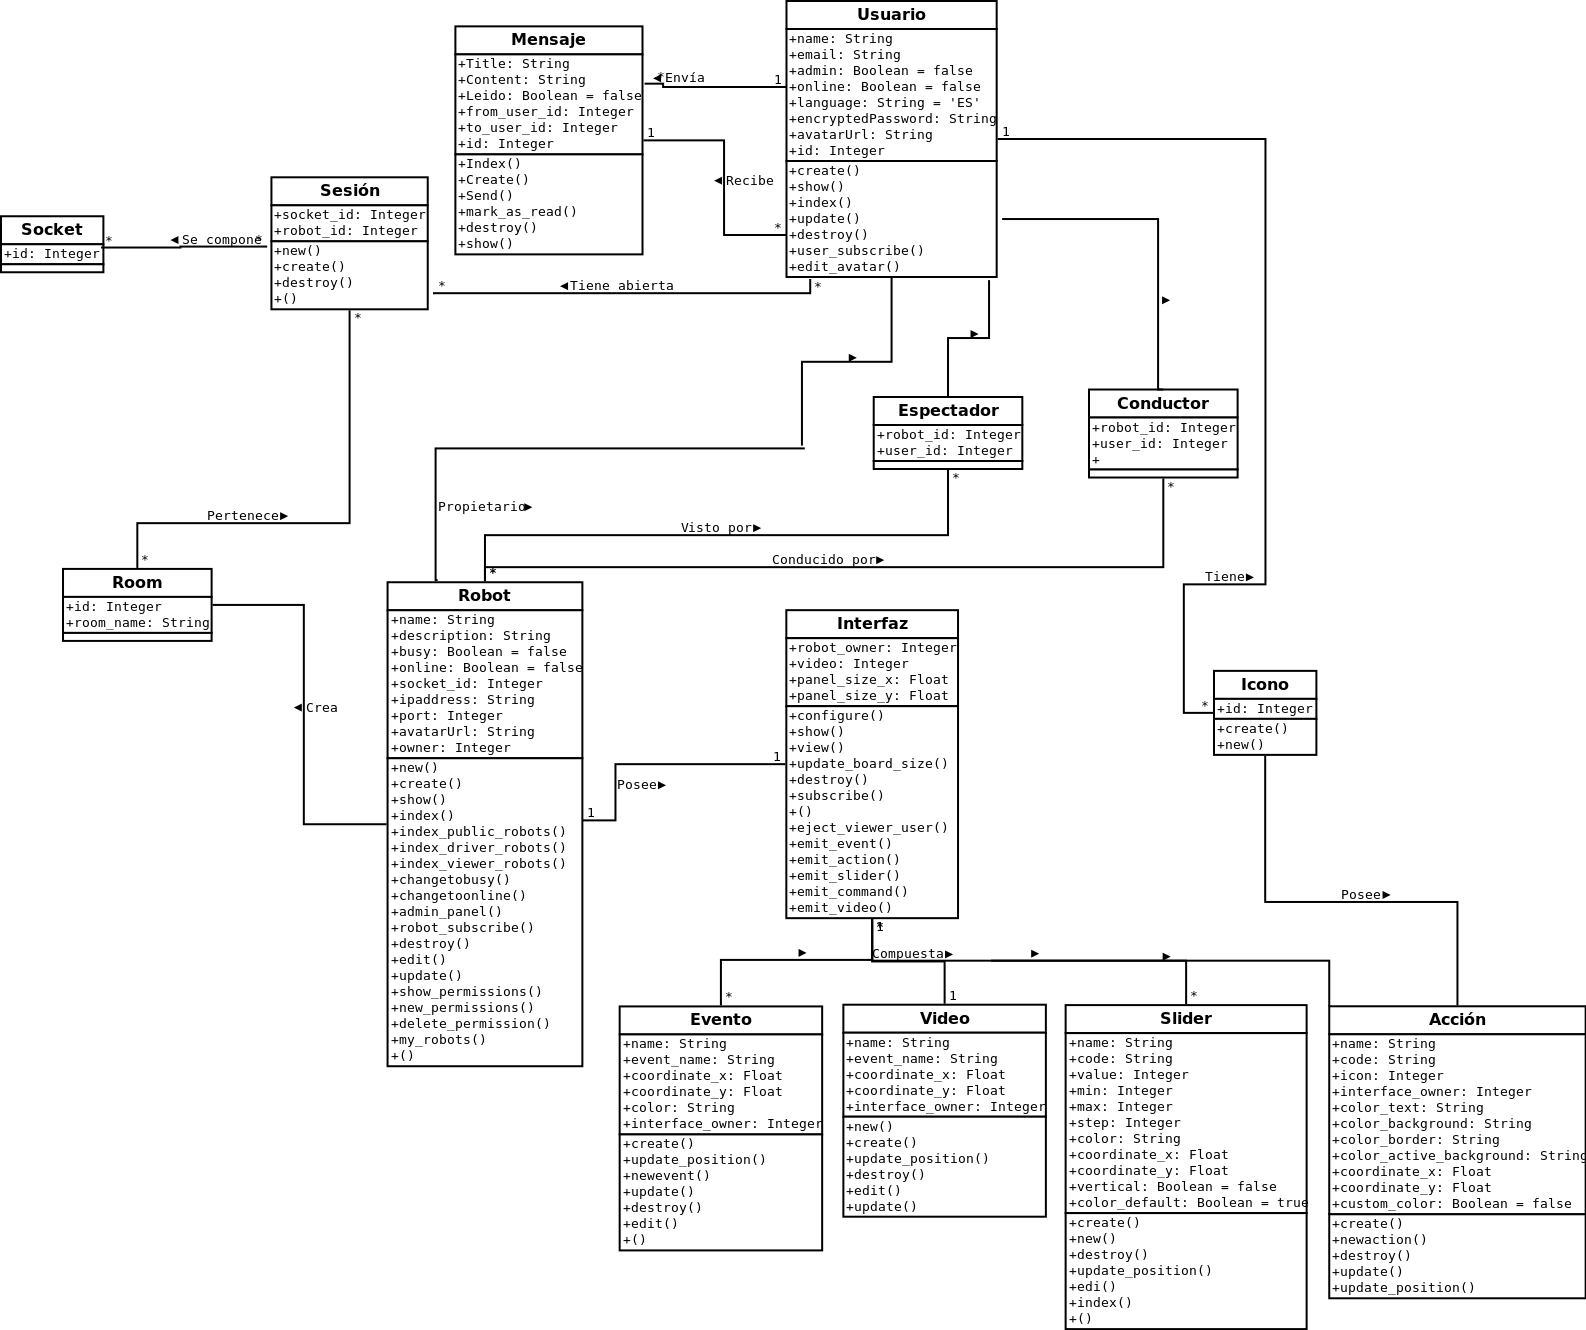 Usuario
+name: String
+email: String
+admin: Boolean = false
+online: Boolean = false
+language: String = 'ES'
+encryptedPassword: String
+avatarUrl: String
+id: Integer
+create()
+show()
+index()
+update()
+destroy()
+user_subscribe()
+edit_avatar()
Mensaje
+Title: String
+Content: String
+Leido: Boolean = false
+from_user_id: Integer
+to_user_id: Integer
+id: Integer
+Index()
+Create()
+Send()
+mark_as_read()
+destroy()
+show()
*
◀Envía
1
1
◀Recibe
*
1
Sesión
+socket_id: Integer
+robot_id: Integer
+new()
+create()
+destroy()
+()
Socket
+id: Integer
*
◀Se compone
*
*
◀Tiene abierta
*
*
▶
▶
▶
Espectador
+robot_id: Integer
+user_id: Integer
*
Conductor
+robot_id: Integer
+user_id: Integer
+
*
Propietario▶
Pertenece▶
Visto por▶
Conducido por▶
*
*
Tiene▶
Room
+id: Integer
+room_name: String
◀Crea
Robot
+name: String
+description: String
+busy: Boolean = false
+online: Boolean = false
+socket_id: Integer
+ipaddress: String
+port: Integer
+avatarUrl: String
+owner: Integer
+new()
+create()
+show()
+index()
+index_public_robots()
+index_driver_robots()
+index_viewer_robots()
+changetobusy()
+changetoonline()
+admin_panel()
+robot_subscribe()
+destroy()
+edit()
+update()
+show_permissions()
+new_permissions()
+delete_permission()
+my_robots()
+()
1
Posee▶
1
Interfaz
+robot_owner: Integer
+video: Integer
+panel_size_x: Float
+panel_size_y: Float
+configure()
+show()
+view()
+update_board_size()
+destroy()
+subscribe()
+()
+eject_viewer_user()
+emit_event()
+emit_action()
+emit_slider()
+emit_command()
+emit_video()
Icono
+id: Integer
+create()
+new()
*
Posee▶
1
*
▶
Compuesta▶
▶
▶
*
1
*
Evento
+name: String
+event_name: String
+coordinate_x: Float
+coordinate_y: Float
+color: String
+interface_owner: Integer
+create()
+update_position()
+newevent()
+update()
+destroy()
+edit()
+()
Video
+name: String
+event_name: String
+coordinate_x: Float
+coordinate_y: Float
+interface_owner: Integer
+new()
+create()
+update_position()
+destroy()
+edit()
+update()
Slider
+name: String
+code: String
+value: Integer
+min: Integer
+max: Integer
+step: Integer
+color: String
+coordinate_x: Float
+coordinate_y: Float
+vertical: Boolean = false
+color_default: Boolean = true
+create()
+new()
+destroy()
+update_position()
+edi()
+index()
+()
Acción
+name: String
+code: String
+icon: Integer
+interface_owner: Integer
+color_text: String
+color_background: String
+color_border: String
+color_active_background: String
+coordinate_x: Float
+coordinate_y: Float
+custom_color: Boolean = false
+create()
+newaction()
+destroy()
+update()
+update_position()